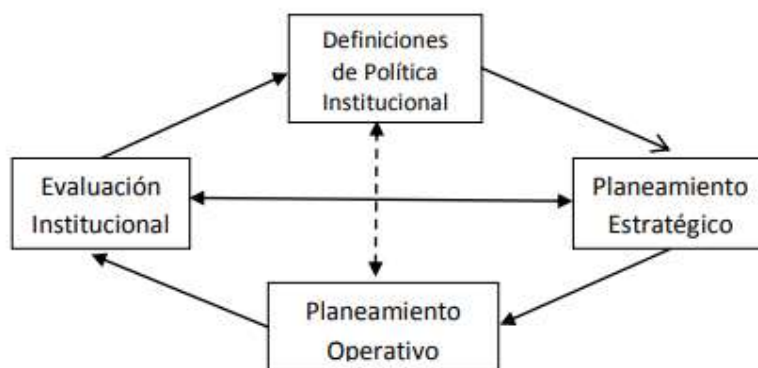 Definiciones
de Política
Institucional
Evaluación
Institucional
Planeamiento
Estratégico
Planeamiento
Operativo